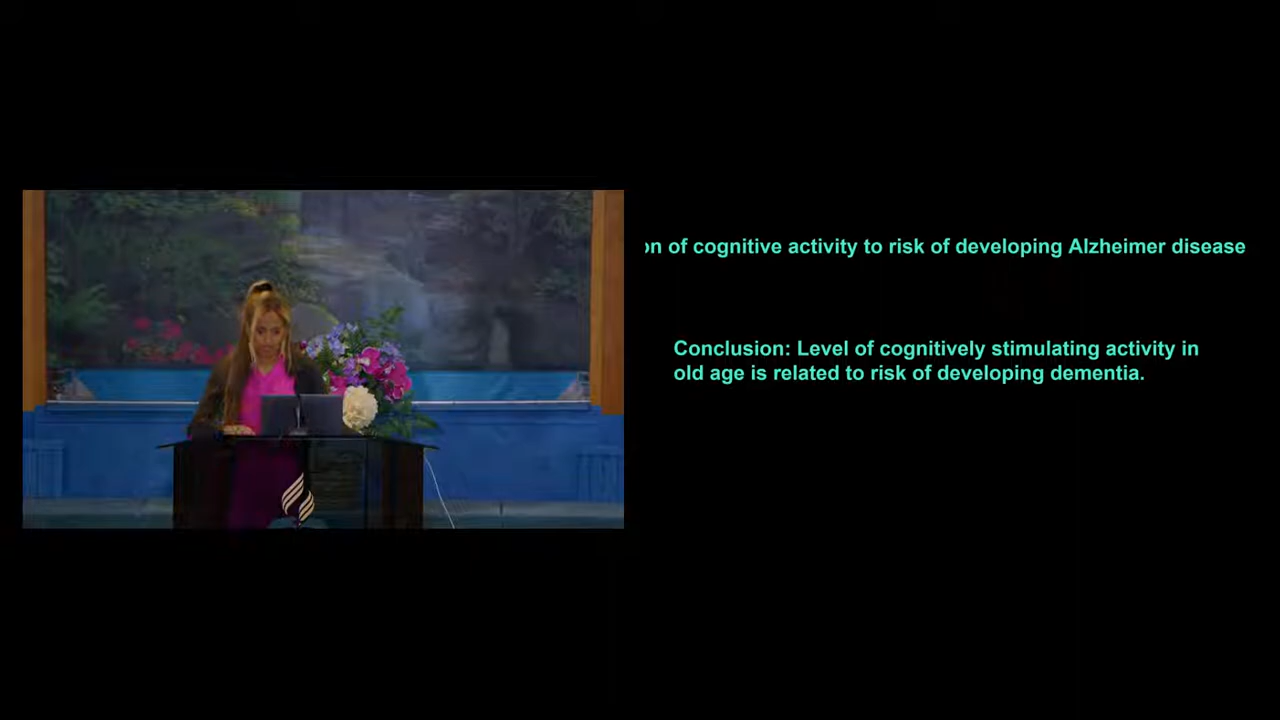 on of cognitive activity to risk of developing Alzheimer disease
Conclusion: Level of cognitively stimulating activity in
old age is related to risk of developing dementia.